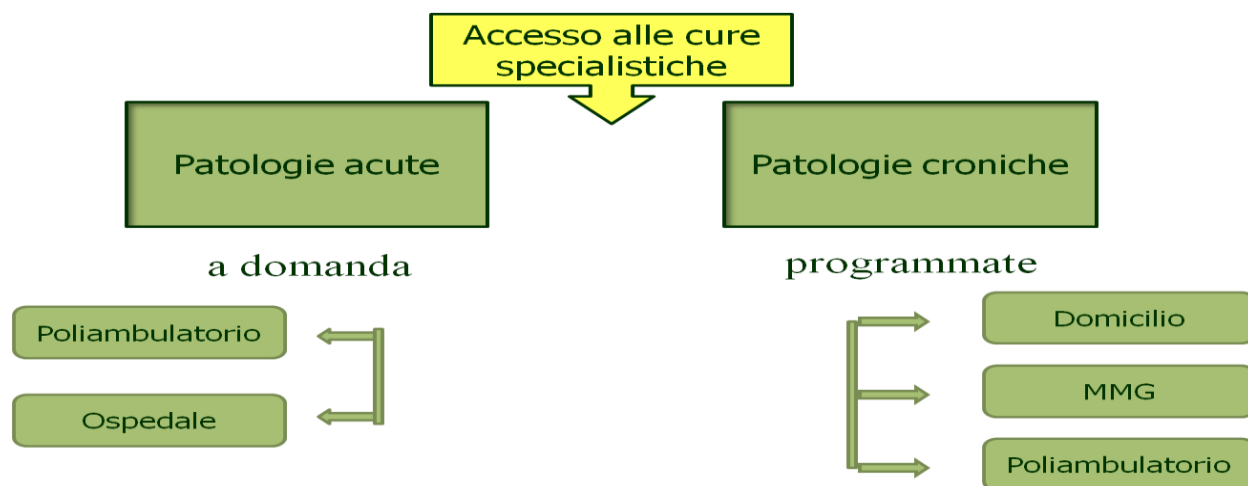 Accesso alle cure
specialistiche
Patologie acute
Patologie croniche
a domanda
programmate
Poliambulatorio
Ospedale
Domicilio
MMG
Poliambulatorio